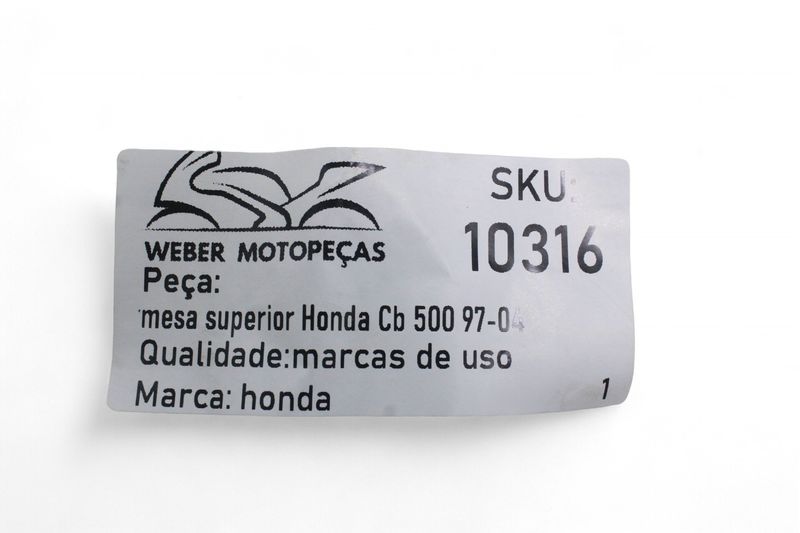 WEBER MOTOPEÇAS
SKU:
10316
Peça:
mesa superior Honda Cb 500 97-04
Qualidade:marcas de uso
Marca: honda
1